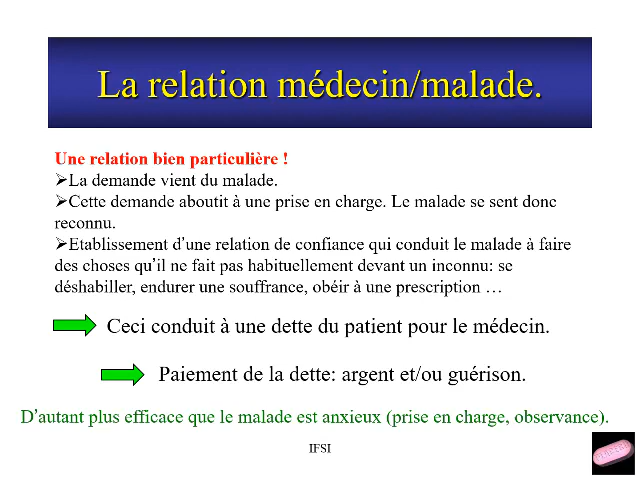 La relation médecin/malade.
Une relation bien particulière !
➢La demande vient du malade.
➢Cette demande aboutit à une prise en charge. Le malade se sent donc
reconnu.
➢Etablissement d'une relation de confiance qui conduit le malade à faire
des choses qu'il ne fait pas habituellement devant un inconnu: se
déshabiller, endurer une souffrance, obéir à une prescription …
Ceci conduit à une dette du patient pour le médecin.
Paiement de la dette: argent et/ou guérison.
D'autant plus efficace que le malade est anxieux (prise en charge, observance).
IFSI